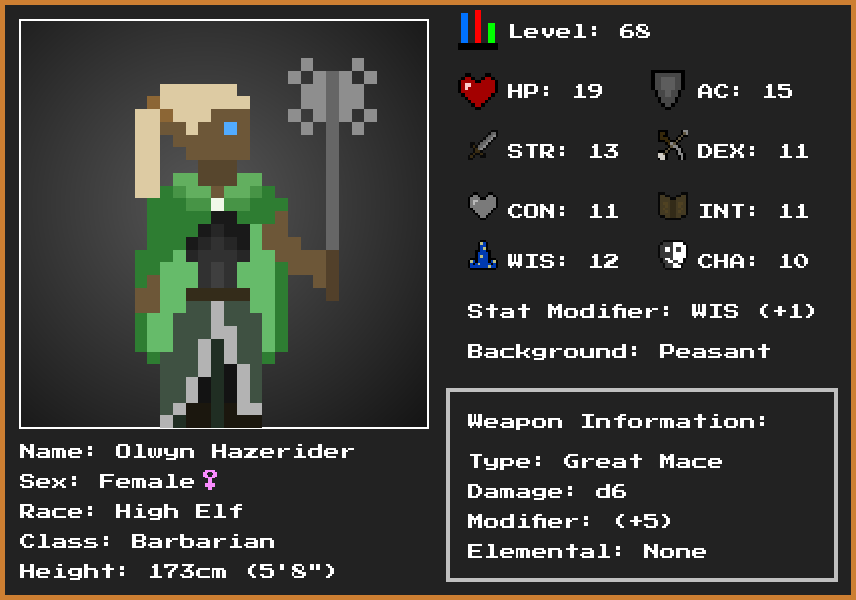 Level: 68
HP: 19 AC: 15
STR: 13 DEX: 11
CON: 11 INT: 11
WIS: 12 CHA: 10
Stat Modifier: WIS (+1)
Background: Peasant
Weapon Information:
Type: Great Mace
Damage: d6
Modifier: (+5)
Elemental: None
Name: Olwyn Hazerider
Sex: Female♀
Race: High Elf
Class: Barbarian
Height: 173cm (5'8")